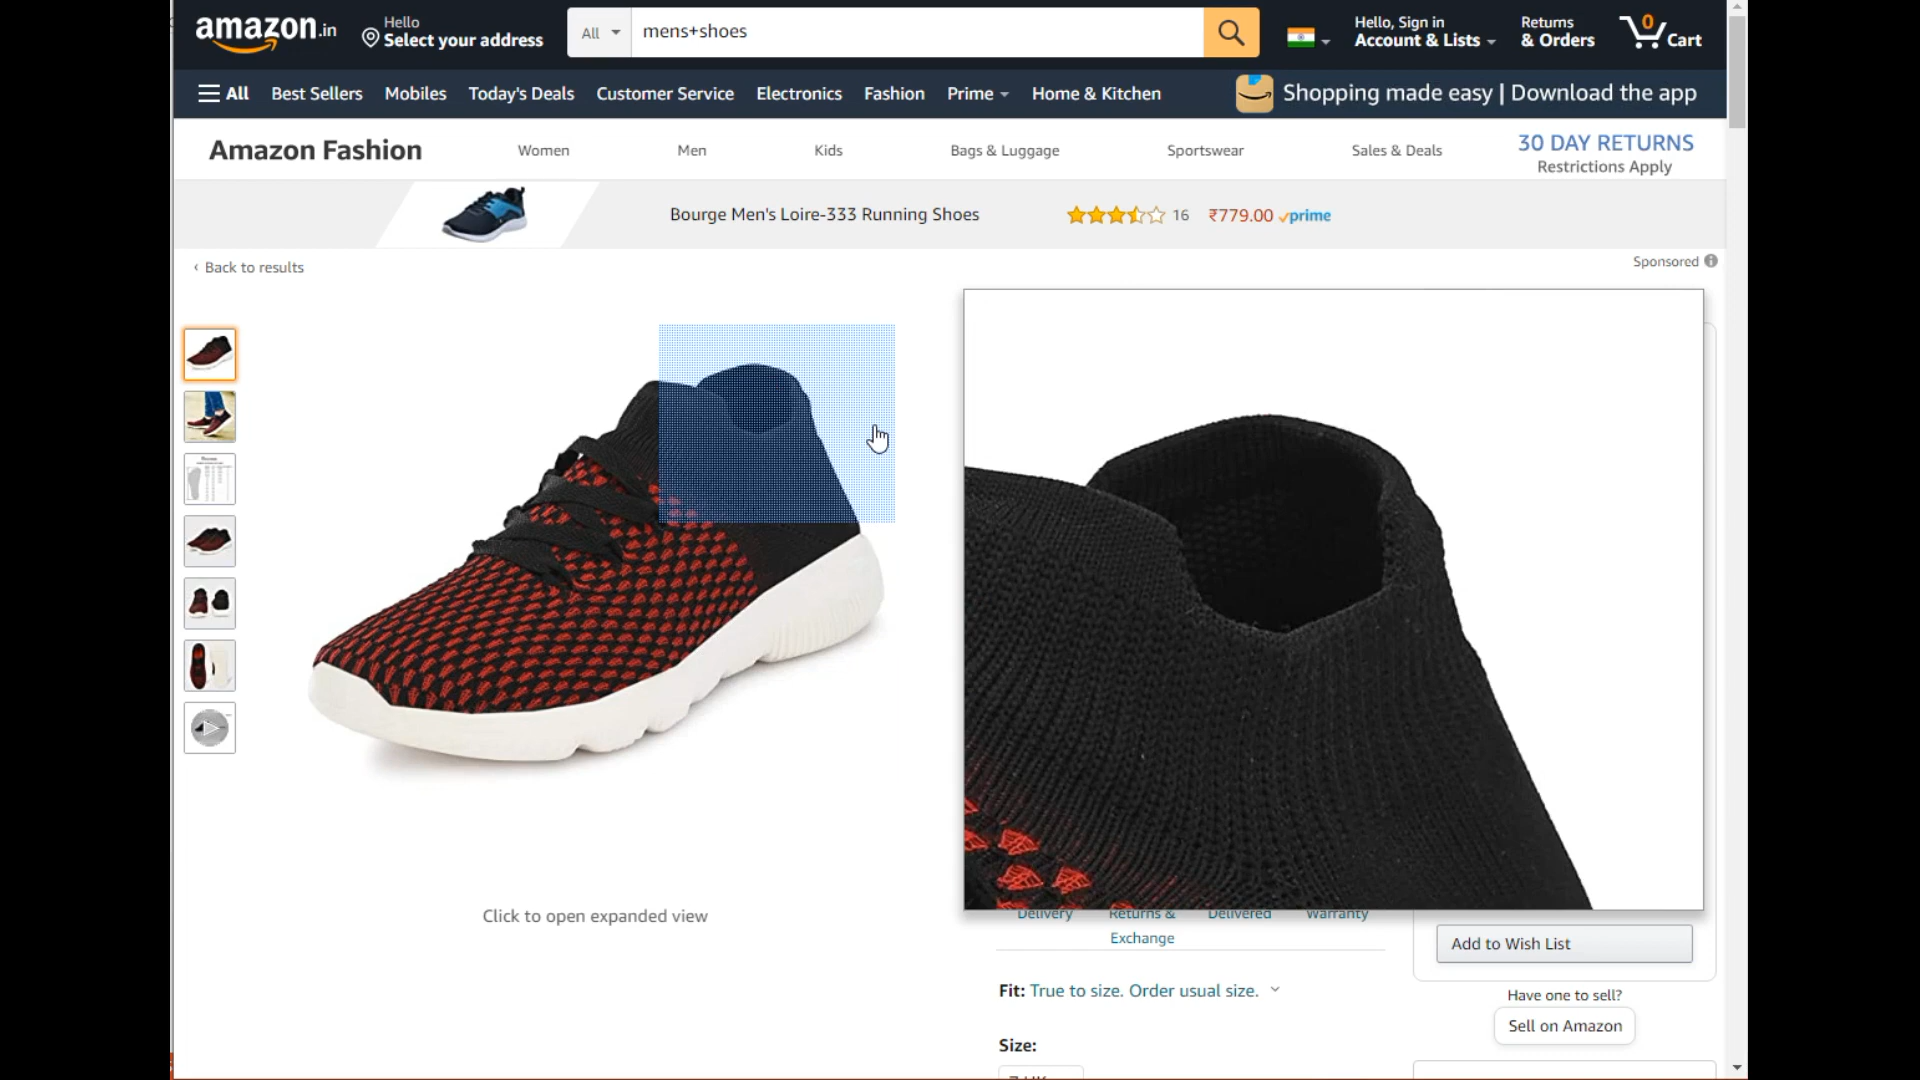 amazon.in
Hello
Select your address
All
mens+shoes
Hello, Sign in
Account & Lists
Returns
& Orders
0
Cart
All
Best Sellers
Mobiles
Today's Deals
Customer Service
Electronics
Fashion
Prime
Home & Kitchen
Shopping made easy | Download the app
Amazon Fashion
Women
Men
Kids
Bags & Luggage
Sportswear
Sales & Deals
30 DAY RETURNS
Restrictions Apply
Bourge Men's Loire-333 Running Shoes
16
₹779.00
prime
‹ Back to results
Sponsored
Click to open expanded view
Delivery
Returns &
Exchange
Delivered
Warranty
Add to Wish List
Fit: True to size. Order usual size.
Have one to sell?
Sell on Amazon
Size: